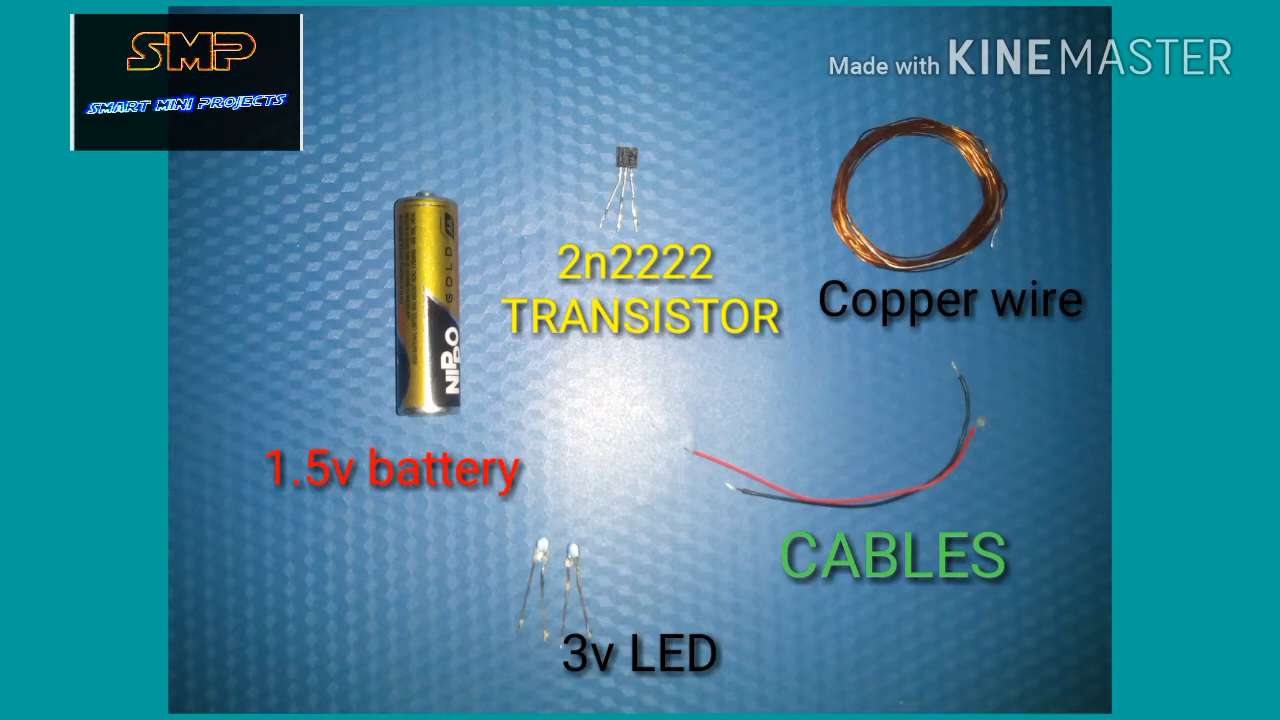 SMP
SMART MINI PROJECTS
Made with KINEMASTER
2n2222
TRANSISTOR
Copper wire
GOLD
NIPPO
1.5v battery
CABLES
3v LED